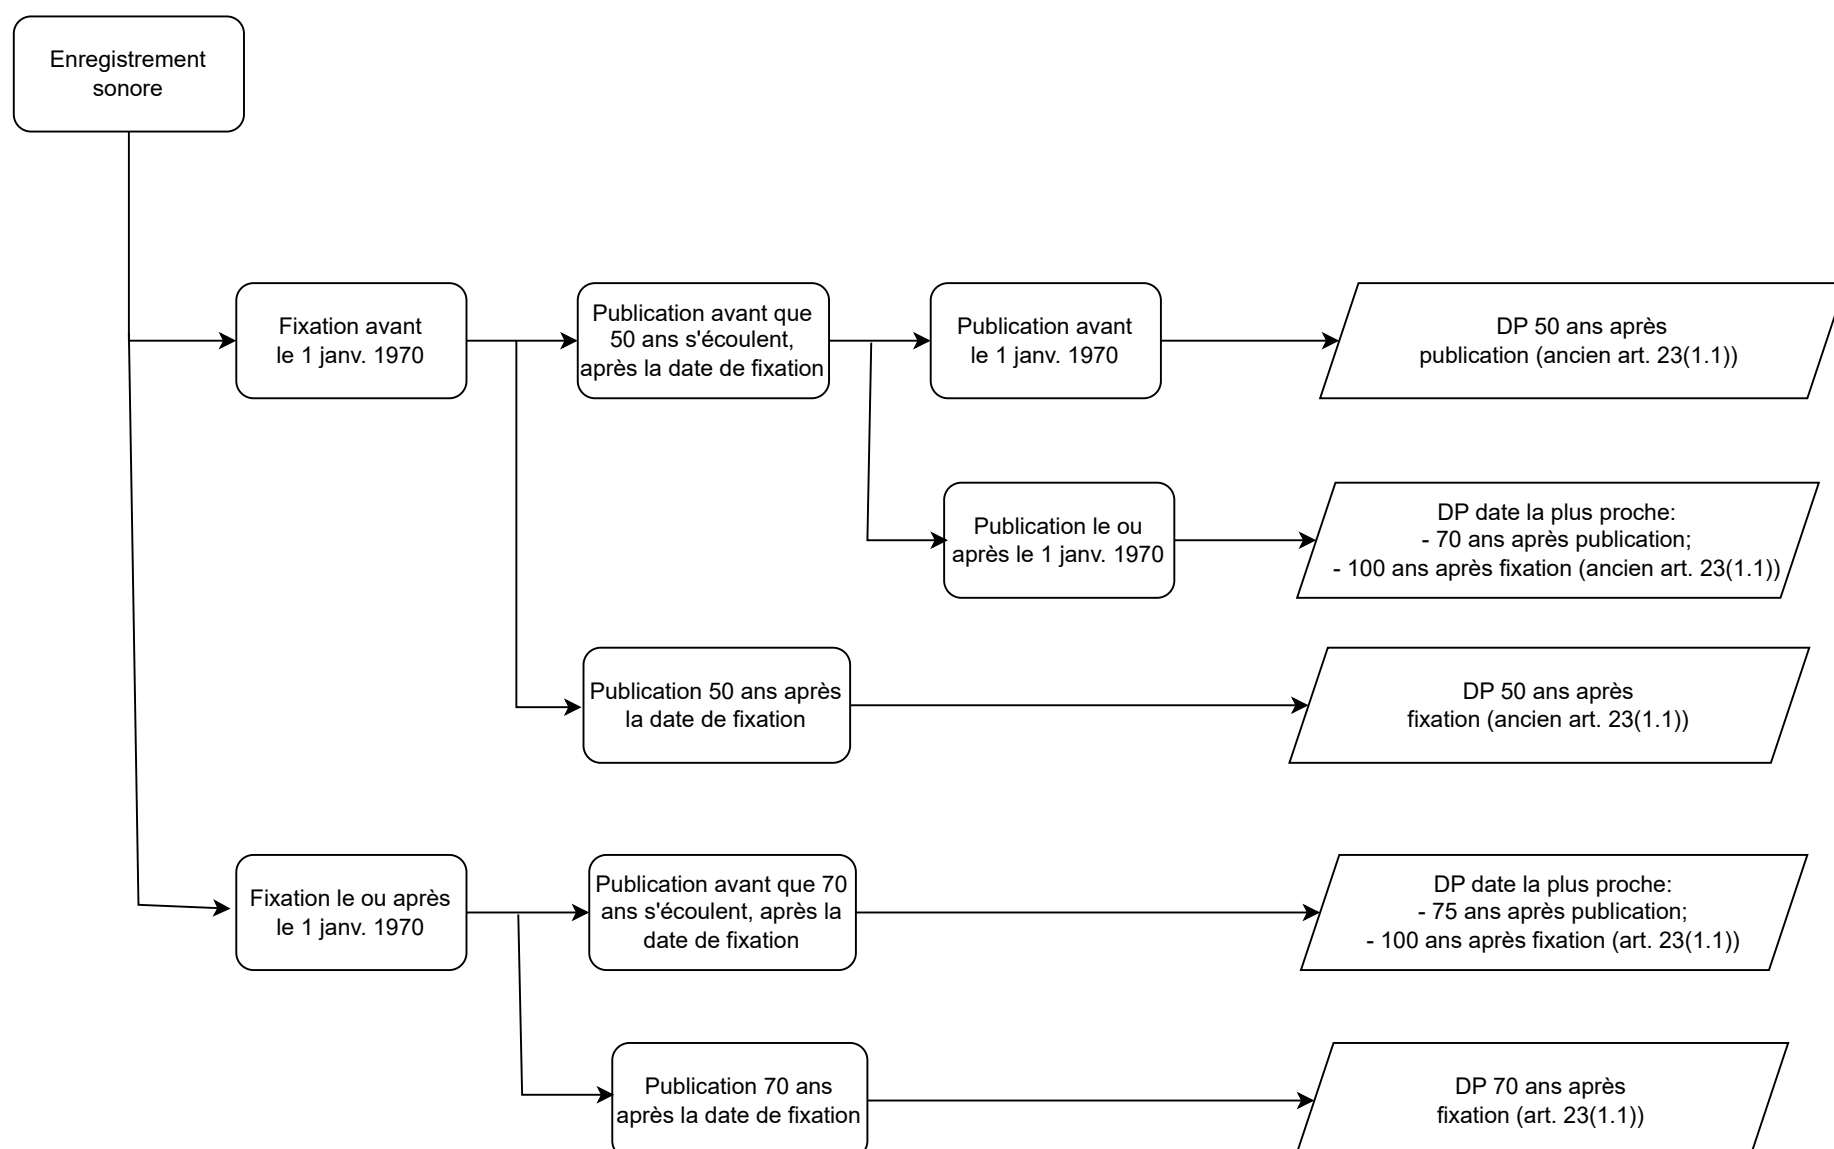 Enregistrement
sonore
Fixation avant
le 1 janv. 1970
Publication avant que
50 ans s'écoulent,
après la date de fixation
Publication avant
le 1 janv. 1970
DP 50 ans après
publication (ancien art. 23(1.1))
Publication le ou
après le 1 janv. 1970
DP date la plus proche:
- 70 ans après publication;
- 100 ans après fixation (ancien art. 23(1.1))
Publication 50 ans après
la date de fixation
DP 50 ans après
fixation (ancien art. 23(1.1))
Fixation le ou après
le 1 janv. 1970
Publication avant que 70
ans s'écoulent, après la
date de fixation
DP date la plus proche:
- 75 ans après publication;
- 100 ans après fixation (art. 23(1.1))
Publication 70 ans
après la date de fixation
DP 70 ans après
fixation (art. 23(1.1))